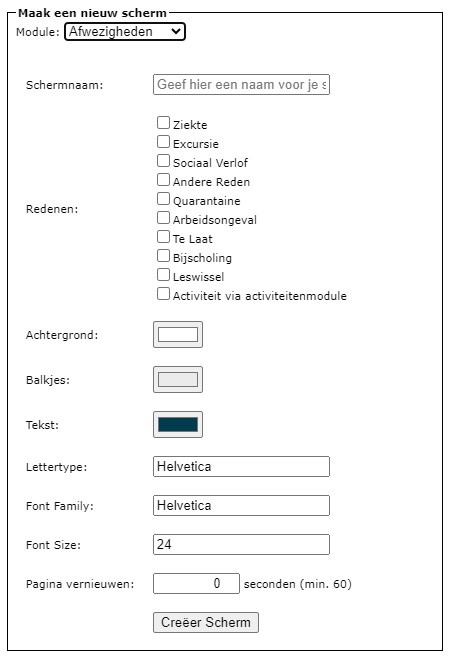 Maak een nieuw scherm
Module: Afwezigheden
Schermnaam: Geef hier een naam voor je s
Redenen:
Ziekte
Excursie
Sociaal Verlof
Andere Reden
Quarantaine
Arbeidsongeval
Te Laat
Bijscholing
Leswissel
Activiteit via activiteitenmodule
Achtergrond:
Balkjes:
Tekst:
Lettertype: Helvetica
Font Family: Helvetica
Font Size: 24
Pagina vernieuwen: 0 seconden (min. 60)
Creëer Scherm